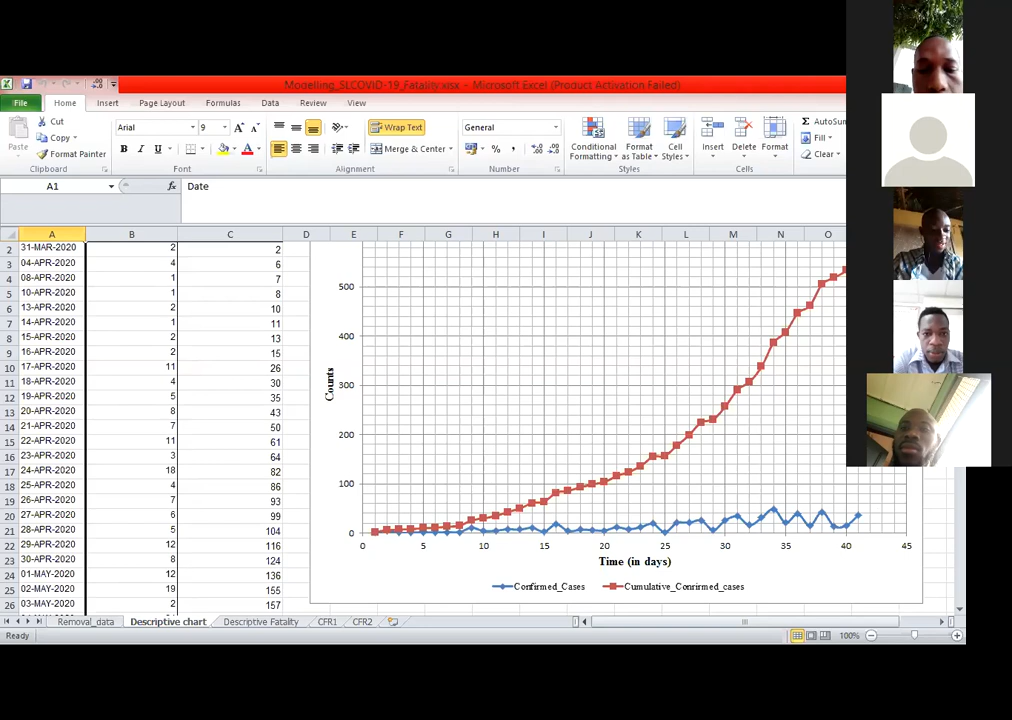 Modelling_SLCOVID-19_Fatality.xlsx - Microsoft Excel (Product Activation Failed)
File Home Insert Page Layout Formulas Data Review View
Paste Cut Copy Format Painter Clipboard
Arial 9 A A B I U A Font
Wrap Text Merge & Center Alignment
General % , Number
Conditional Formatting Format as Table Cell Styles Styles
Insert Delete Format Cells
Σ AutoSum
Fill
Clear
A1 fx Date
A B C D E F G H I J K L M N O
2 31-MAR-2020 2 2
3 04-APR-2020 4 6
4 08-APR-2020 1 7
5 10-APR-2020 1 8
6 13-APR-2020 2 10
7 14-APR-2020 1 11
8 15-APR-2020 2 13
9 16-APR-2020 2 15
10 17-APR-2020 11 26
11 18-APR-2020 4 30
12 19-APR-2020 5 35
13 20-APR-2020 8 43
14 21-APR-2020 7 50
15 22-APR-2020 11 61
16 23-APR-2020 3 64
17 24-APR-2020 18 82
18 25-APR-2020 4 86
19 26-APR-2020 7 93
20 27-APR-2020 6 99
21 28-APR-2020 5 104
22 29-APR-2020 12 116
23 30-APR-2020 8 124
24 01-MAY-2020 12 136
25 02-MAY-2020 19 155
26 03-MAY-2020 2 157
Counts
500
400
300
200
100
0
0 5 10 15 20 25 30 35 40 45
Time (in days)
Confirmed_Cases Cumulative_Conrirmed_cases
Removal_data Descriptive chart Descriptive Fatality CFR1 CFR2
Ready 100%